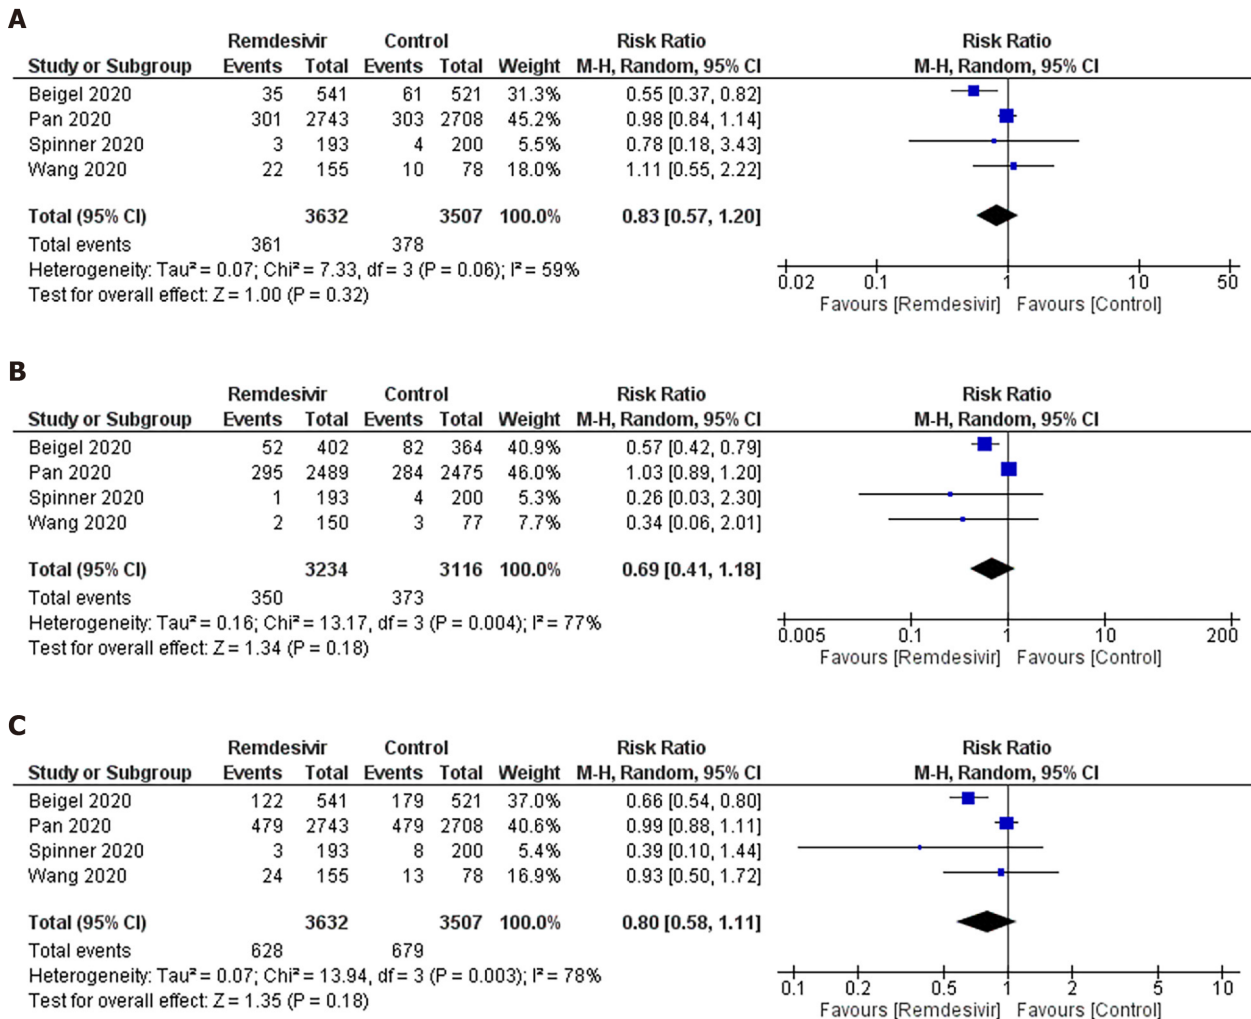 A
Remdesivir Control Risk Ratio Risk Ratio
Study or Subgroup Events Total Events Total Weight M-H, Random, 95% CI M-H, Random, 95% CI
Beigel 2020 35 541 61 521 31.3% 0.55 [0.37, 0.82]
Pan 2020 301 2743 303 2708 45.2% 0.98 [0.84, 1.14]
Spinner 2020 3 193 4 200 5.5% 0.78 [0.18, 3.43]
Wang 2020 22 155 10 78 18.0% 1.11 [0.55, 2.22]
Total (95% CI) 3632 3507 100.0% 0.83 [0.57, 1.20]
Total events 361 378
Heterogeneity: Tau² = 0.07; Chi² = 7.33, df = 3 (P = 0.06); I² = 59%
Test for overall effect: Z = 1.00 (P = 0.32)
0.02 0.1 1 10 50
Favours [Remdesivir] Favours [Control]
B
Remdesivir Control Risk Ratio Risk Ratio
Study or Subgroup Events Total Events Total Weight M-H, Random, 95% CI M-H, Random, 95% CI
Beigel 2020 52 402 82 364 40.9% 0.57 [0.42, 0.79]
Pan 2020 295 2489 284 2475 46.0% 1.03 [0.89, 1.20]
Spinner 2020 1 193 4 200 5.3% 0.26 [0.03, 2.30]
Wang 2020 2 150 3 77 7.7% 0.34 [0.06, 2.01]
Total (95% CI) 3234 3116 100.0% 0.69 [0.41, 1.18]
Total events 350 373
Heterogeneity: Tau² = 0.16; Chi² = 13.17, df = 3 (P = 0.004); I² = 77%
Test for overall effect: Z = 1.34 (P = 0.18)
0.005 0.1 1 10 200
Favours [Remdesivir] Favours [Control]
C
Remdesivir Control Risk Ratio Risk Ratio
Study or Subgroup Events Total Events Total Weight M-H, Random, 95% CI M-H, Random, 95% CI
Beigel 2020 122 541 179 521 37.0% 0.66 [0.54, 0.80]
Pan 2020 479 2743 479 2708 40.6% 0.99 [0.88, 1.11]
Spinner 2020 3 193 8 200 5.4% 0.39 [0.10, 1.44]
Wang 2020 24 155 13 78 16.9% 0.93 [0.50, 1.72]
Total (95% CI) 3632 3507 100.0% 0.80 [0.58, 1.11]
Total events 628 679
Heterogeneity: Tau² = 0.07; Chi² = 13.94, df = 3 (P = 0.003); I² = 78%
Test for overall effect: Z = 1.35 (P = 0.18)
0.1 0.2 0.5 1 2 5 10
Favours [Remdesivir] Favours [Control]